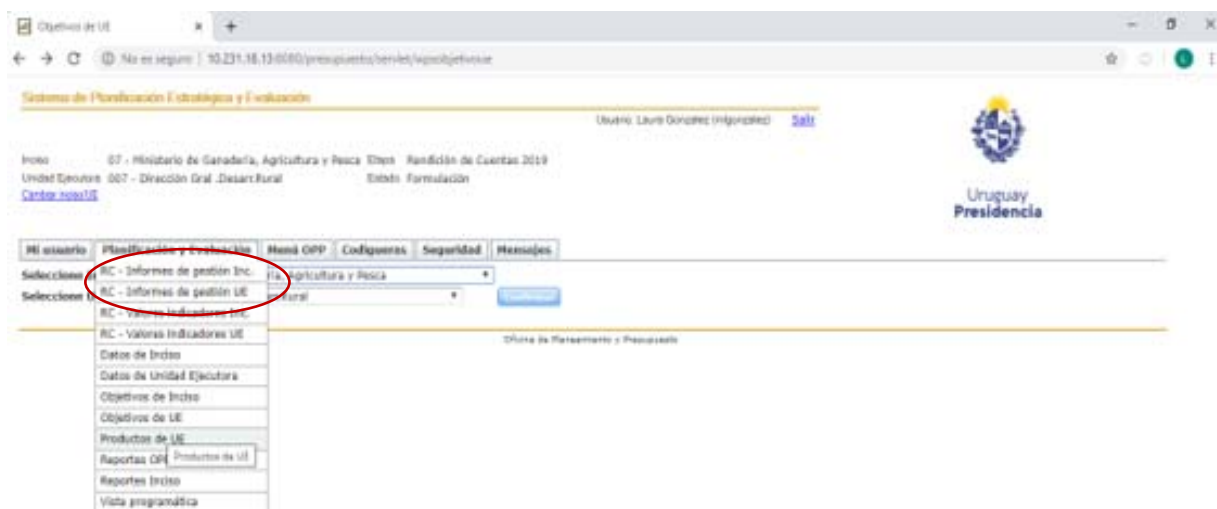 Objetivos de UE
No es seguro | 10.231.18.13:8080/presupuesto/servlet/wpsobjetivosue
Sistema de Planificación Estratégica y Evaluación
Usuario: Laura González Salir
Inciso 07 - Ministerio de Ganadería, Agricultura y Pesca Etapa Rendición de Cuentas 2019
Unidad Ejecutora 007 - Dirección Gral .Desarr.Rural Estado Formulación
Cambiar Inciso/UE
Uruguay
Presidencia
Mi usuario Planificación y Evaluación Menú OPP Codigueras Seguridad Mensajes
Seleccione ría, Agricultura y Pesca
RC - Informes de gestión Inc.
Seleccione U rr.Rural
RC - Informes de gestión UE
RC - Valores Indicadores Inc.
RC - Valores Indicadores UE
Oficina de Planeamiento y Presupuesto
Datos de Inciso
Datos de Unidad Ejecutora
Objetivos de Inciso
Objetivos de UE
Productos de UE
Reportes OPP Productos de UE
Reportes Inciso
Vista programática